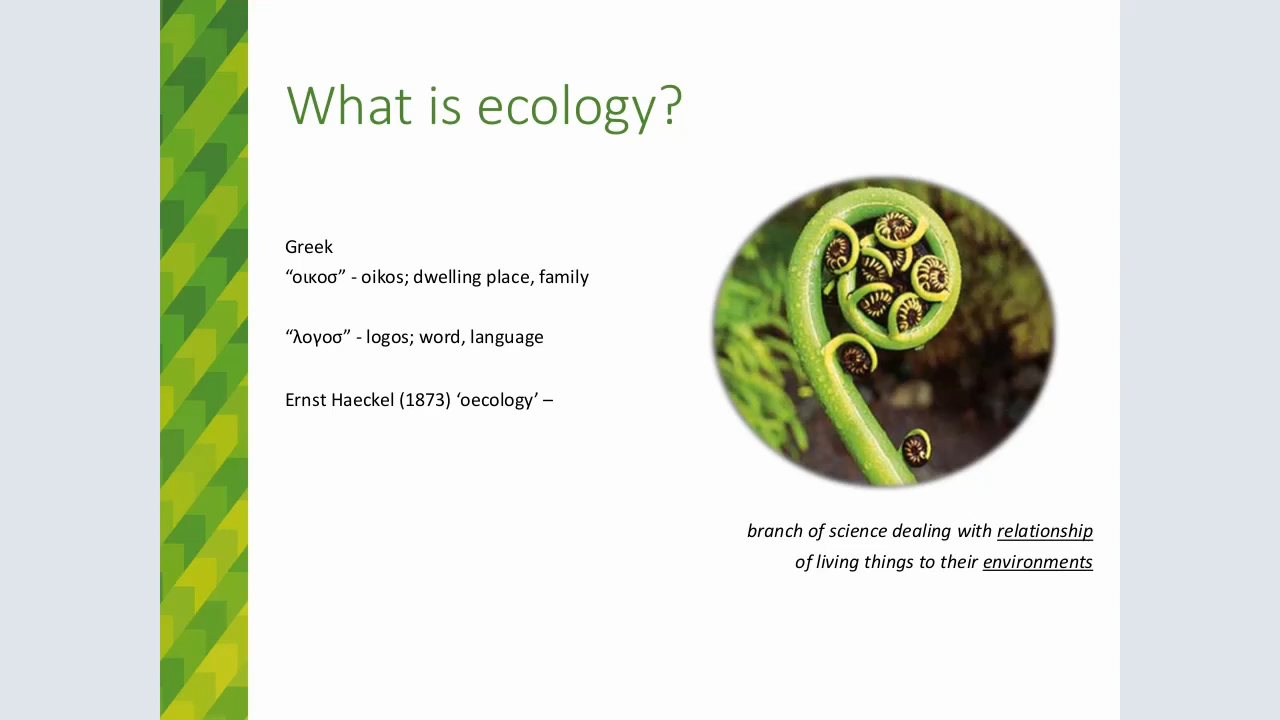 What is ecology?
Greek
“οικοσ” - oikos; dwelling place, family
“λογοσ” - logos; word, language
Ernst Haeckel (1873) ‘oecology’ –
branch of science dealing with relationship
of living things to their environments